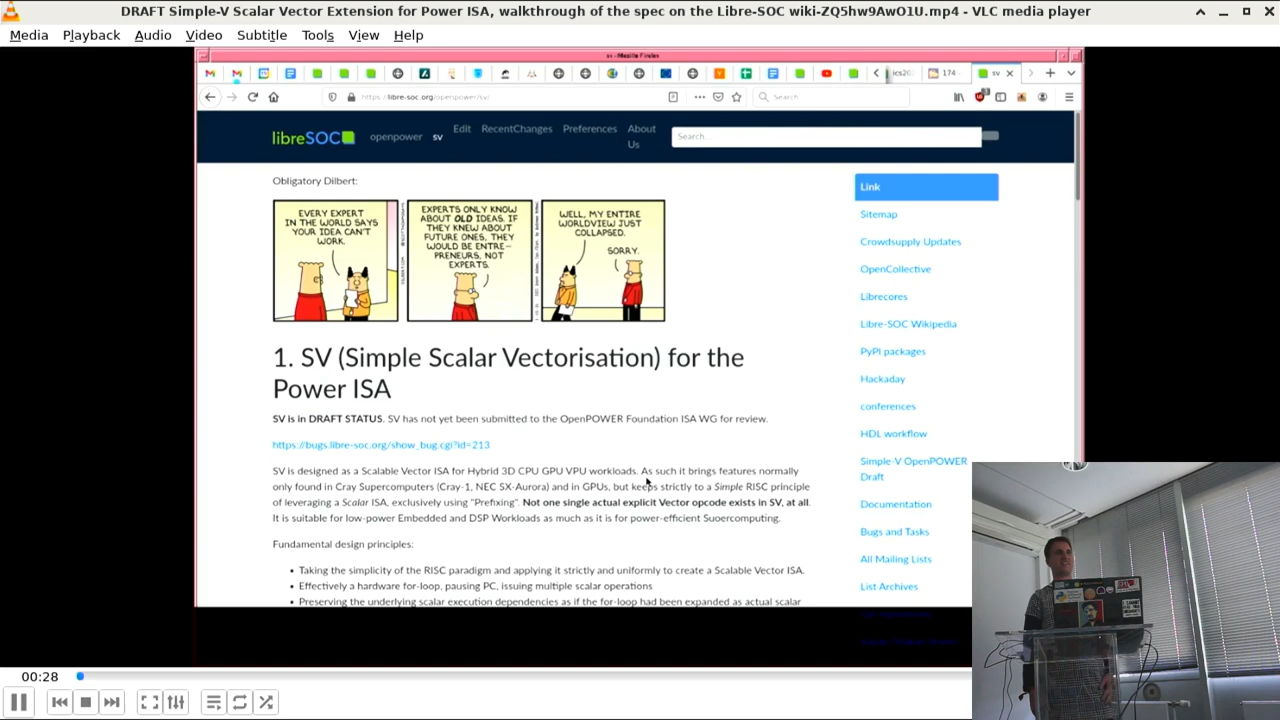 DRAFT Simple-V Scalar Vector Extension for Power ISA, walkthrough of the spec on the Libre-SOC wiki-ZQ5hw9AwO1U.mp4 - VLC media player
Media Playback Audio Video Subtitle Tools View Help
sv - Mozilla Firefox
174
sv
https://libre-soc.org/openpower/sv/
Search
libreSOC openpower sv Edit RecentChanges Preferences About Us
Search...
Obligatory Dilbert:
EVERY EXPERT
IN THE WORLD SAYS
YOUR IDEA CAN'T
WORK.
EXPERTS ONLY KNOW
ABOUT OLD IDEAS. IF
THEY KNEW ABOUT
FUTURE ONES, THEY
WOULD BE ENTRE-
PRENEURS, NOT
EXPERTS.
WELL, MY ENTIRE
WORLDVIEW JUST
COLLAPSED.
SORRY.
1. SV (Simple Scalar Vectorisation) for the
Power ISA
SV is in DRAFT STATUS. SV has not yet been submitted to the OpenPOWER Foundation ISA WG for review.
https://bugs.libre-soc.org/show_bug.cgi?id=213
SV is designed as a Scalable Vector ISA for Hybrid 3D CPU GPU VPU workloads. As such it brings features normally
only found in Cray Supercomputers (Cray-1, NEC SX-Aurora) and in GPUs, but keeps strictly to a Simple RISC principle
of leveraging a Scalar ISA, exclusively using "Prefixing". Not one single actual explicit Vector opcode exists in SV, at all.
It is suitable for low-power Embedded and DSP Workloads as much as it is for power-efficient Suoercomputing.
Fundamental design principles:
• Taking the simplicity of the RISC paradigm and applying it strictly and uniformly to create a Scalable Vector ISA.
• Effectively a hardware for-loop, pausing PC, issuing multiple scalar operations
• Preserving the underlying scalar execution dependencies as if the for-loop had been expanded as actual scalar
Link
Sitemap
Crowdsupply Updates
OpenCollective
Librecores
Libre-SOC Wikipedia
PyPI packages
Hackaday
conferences
HDL workflow
Simple-V OpenPOWER
Draft
Documentation
Bugs and Tasks
All Mailing Lists
List Archives
00:28